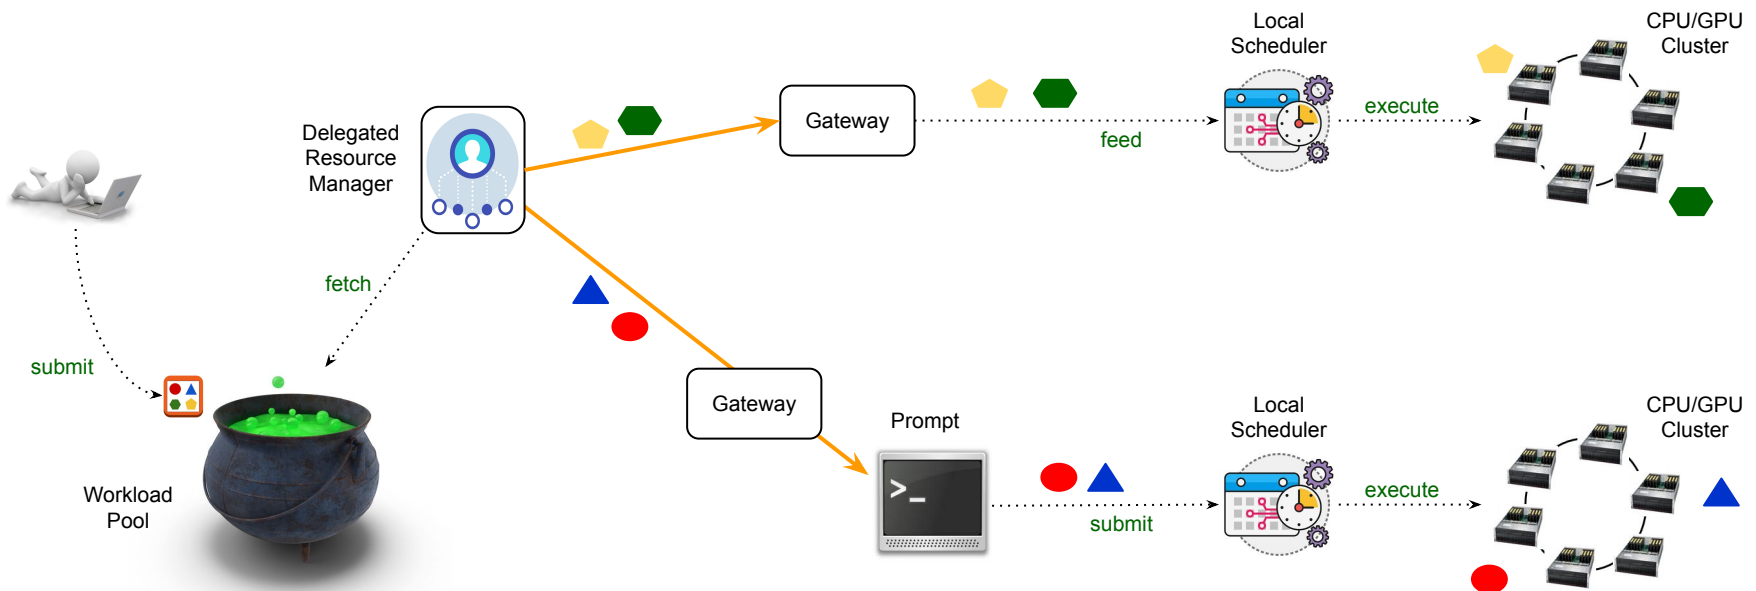 Local
Scheduler
CPU/GPU
Cluster
Delegated
Resource
Manager
Gateway
feed
execute
fetch
submit
Workload
Pool
Gateway
Prompt
>_
submit
Local
Scheduler
execute
CPU/GPU
Cluster